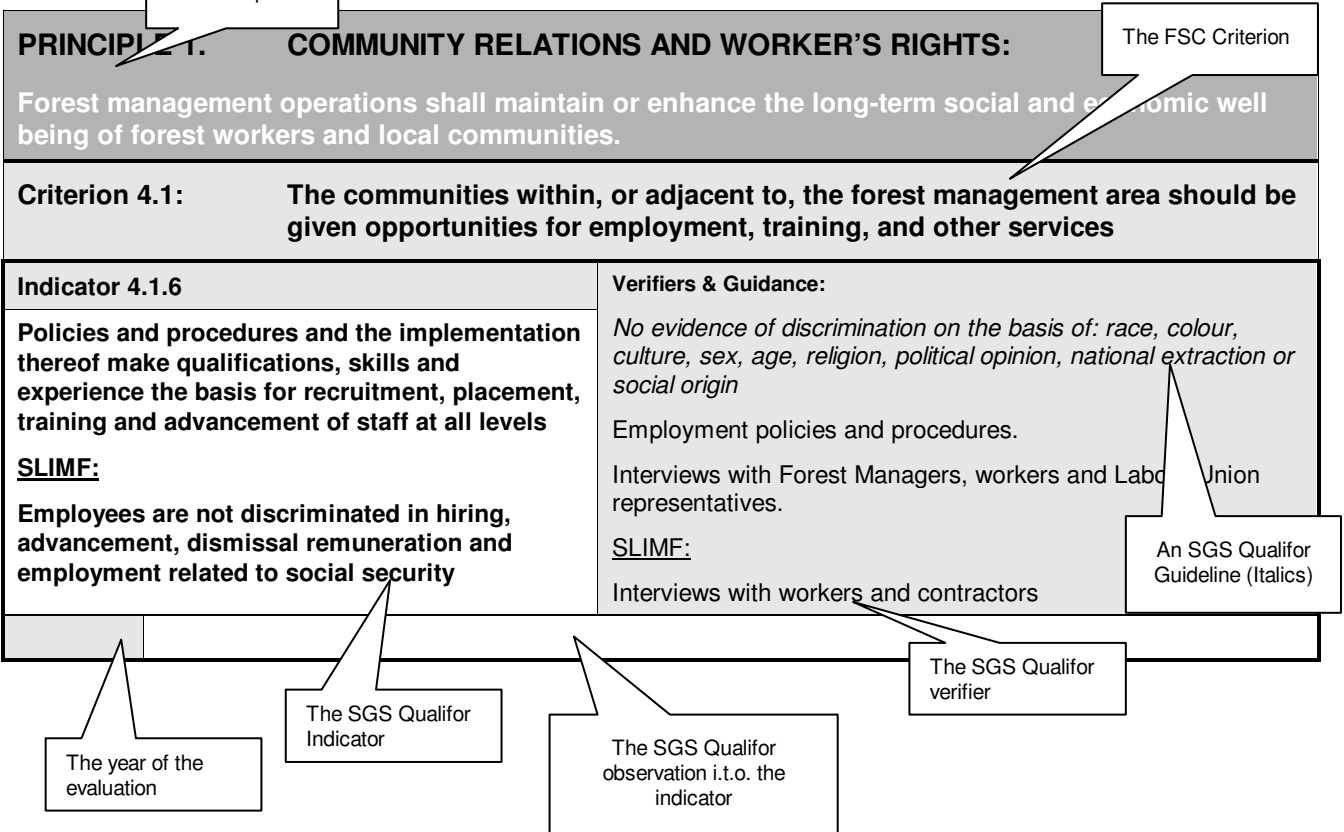 PRINCIPLE 1. COMMUNITY RELATIONS AND WORKER'S RIGHTS:
The FSC Criterion
Forest management operations shall maintain or enhance the long-term social and economic well
being of forest workers and local communities.
Criterion 4.1: The communities within, or adjacent to, the forest management area should be
given opportunities for employment, training, and other services
Indicator 4.1.6
Policies and procedures and the implementation
thereof make qualifications, skills and
experience the basis for recruitment, placement,
training and advancement of staff at all levels
SLIMF:
Employees are not discriminated in hiring,
advancement, dismissal remuneration and
employment related to social security
Verifiers & Guidance:
No evidence of discrimination on the basis of: race, colour,
culture, sex, age, religion, political opinion, national extraction or
social origin
Employment policies and procedures.
Interviews with Forest Managers, workers and Labour Union
representatives.
SLIMF:
Interviews with workers and contractors
An SGS Qualifor
Guideline (Italics)
The SGS Qualifor
verifier
The SGS Qualifor
Indicator
The SGS Qualifor
observation i.t.o. the
indicator
The year of the
evaluation